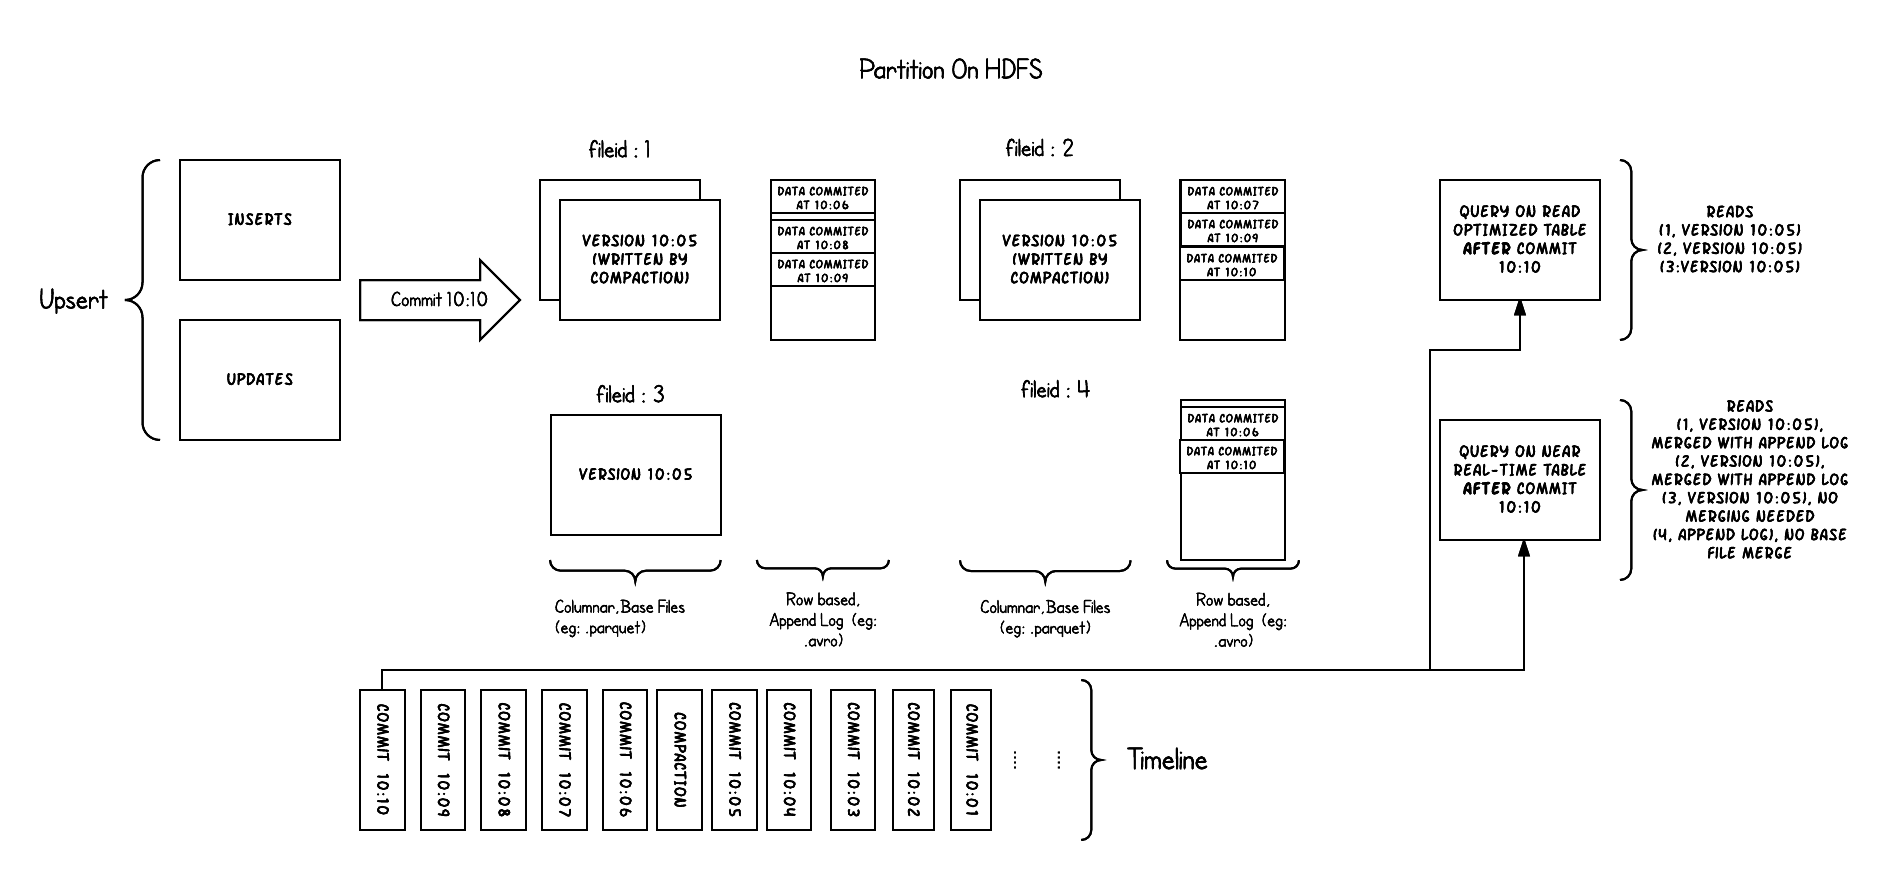 Partition On HDFS
Upsert
INSERTS
UPDATES
Commit 10:10
fileid : 1
VERSION 10:05
(WRITTEN BY
COMPACTION)
DATA COMMITED
AT 10:06
DATA COMMITED
AT 10:08
DATA COMMITED
AT 10:09
fileid : 2
VERSION 10:05
(WRITTEN BY
COMPACTION)
DATA COMMITED
AT 10:07
DATA COMMITED
AT 10:09
DATA COMMITED
AT 10:10
fileid : 3
VERSION 10:05
fileid : 4
DATA COMMITED
AT 10:06
DATA COMMITED
AT 10:10
Columnar,Base Files
(eg: .parquet)
Row based,
Append Log (eg:
.avro)
Columnar,Base Files
(eg: .parquet)
Row based,
Append Log (eg:
.avro)
QUERY ON READ
OPTIMIZED TABLE
AFTER COMMIT
10:10
READS
(1, VERSION 10:05)
(2, VERSION 10:05)
(3:VERSION 10:05)
QUERY ON NEAR
REAL-TIME TABLE
AFTER COMMIT
10:10
READS
(1, VERSION 10:05),
MERGED WITH APPEND LOG
(2, VERSION 10:05),
MERGED WITH APPEND LOG
(3, VERSION 10:05), NO
MERGING NEEDED
(4, APPEND LOG), NO BASE
FILE MERGE
COMMIT 10:10
COMMIT 10:09
COMMIT 10:08
COMMIT 10:07
COMMIT 10:06
COMPACTION
COMMIT 10:05
COMMIT 10:04
COMMIT 10:03
COMMIT 10:02
COMMIT 10:01
Timeline